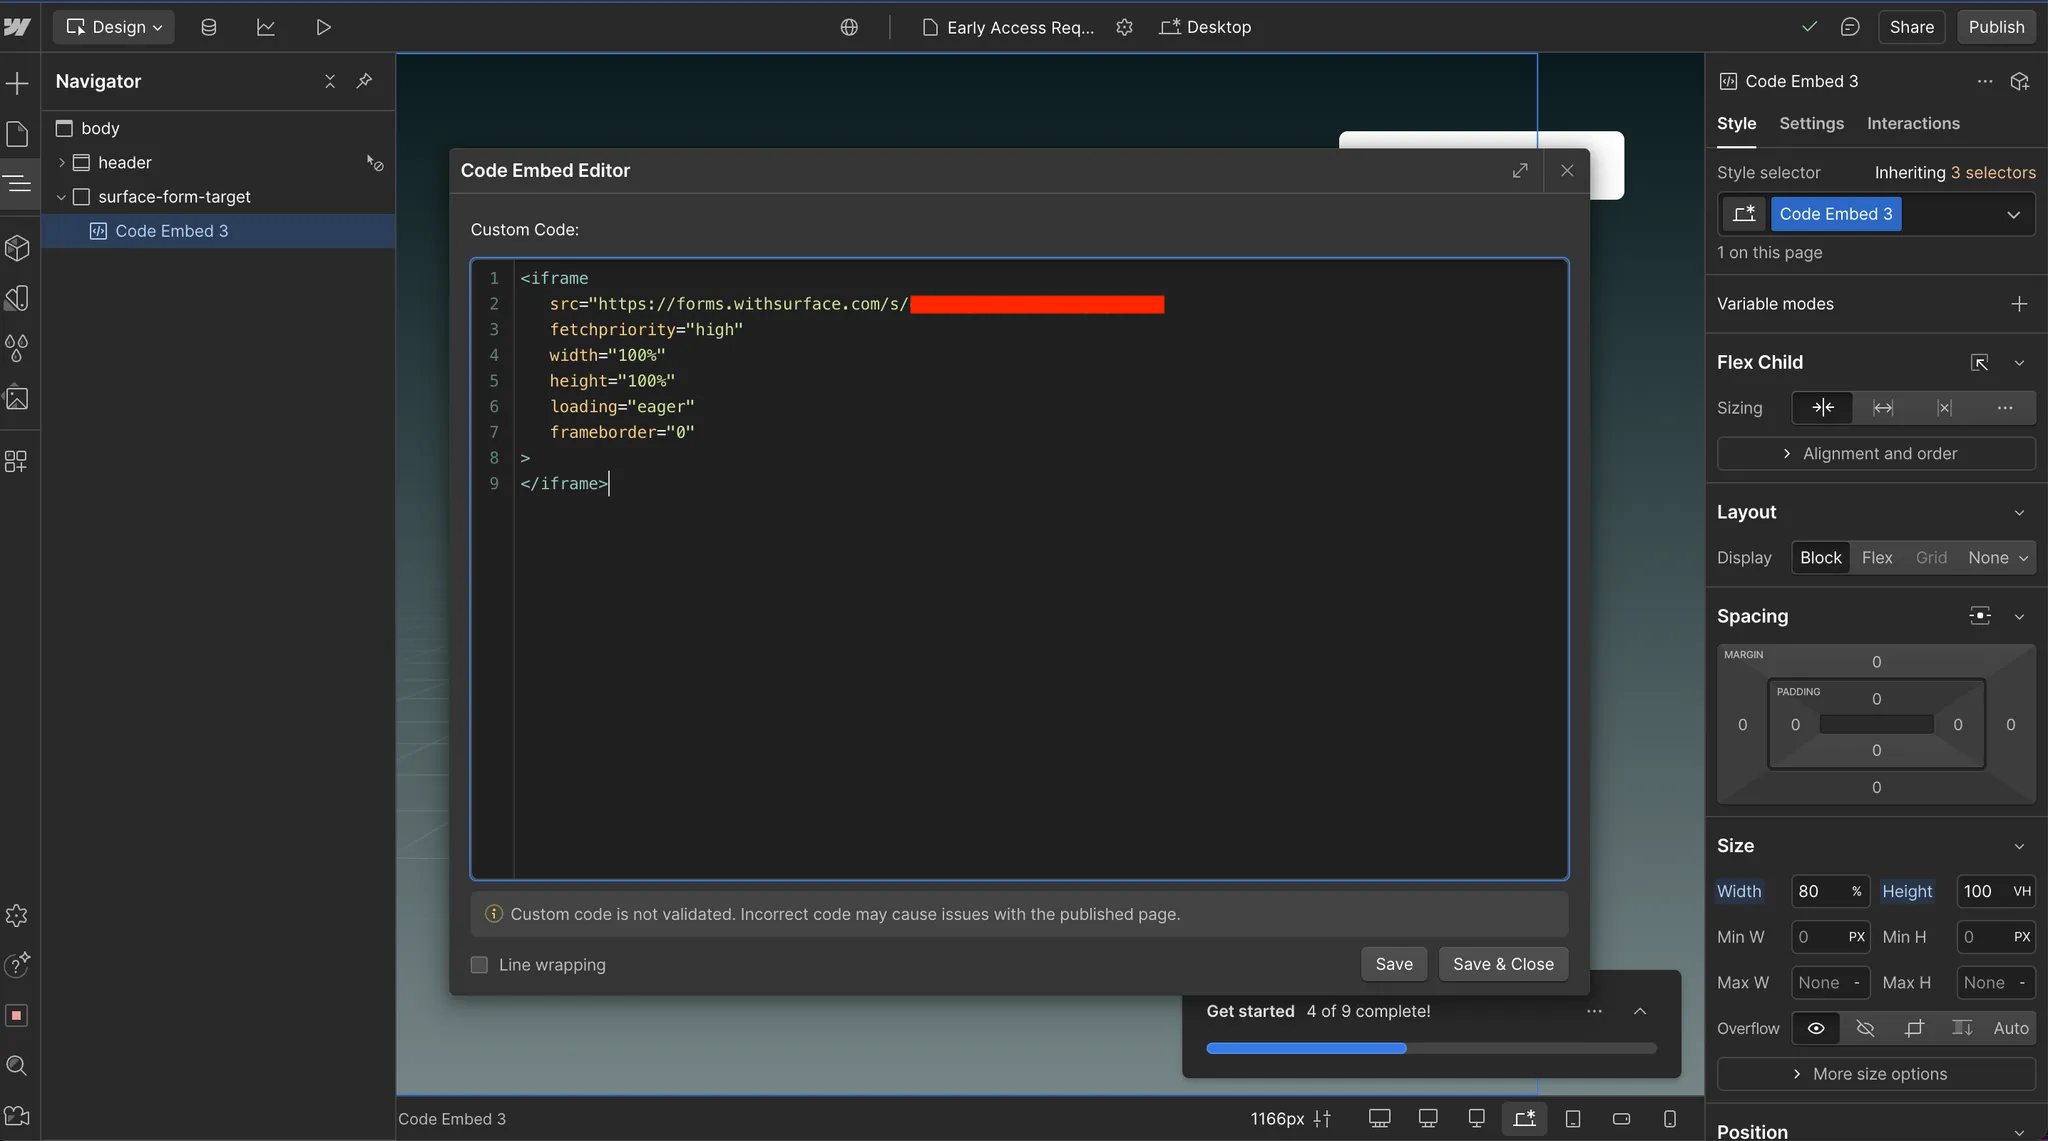 Design
Early Access Req...
Desktop
Share
Publish
Navigator
body
header
surface-form-target
Code Embed 3
Code Embed Editor
Custom Code:
1 <iframe
2 src="https://forms.withsurface.com/s/
3 fetchpriority="high"
4 width="100%"
5 height="100%"
6 loading="eager"
7 frameborder="0"
8 >
9 </iframe>
Custom code is not validated. Incorrect code may cause issues with the published page.
Line wrapping
Save
Save & Close
Get started 4 of 9 complete!
Code Embed 3
1166px
Code Embed 3
Style Settings Interactions
Style selector Inheriting 3 selectors
Code Embed 3
1 on this page
Variable modes
Flex Child
Sizing
Alignment and order
Layout
Display Block Flex Grid None
Spacing
MARGIN
0
PADDING
0
0 0 0 0
0
0
Size
Width 80 % Height 100 VH
Min W 0 PX Min H 0 PX
Max W None - Max H None -
Overflow Auto
More size options
Position